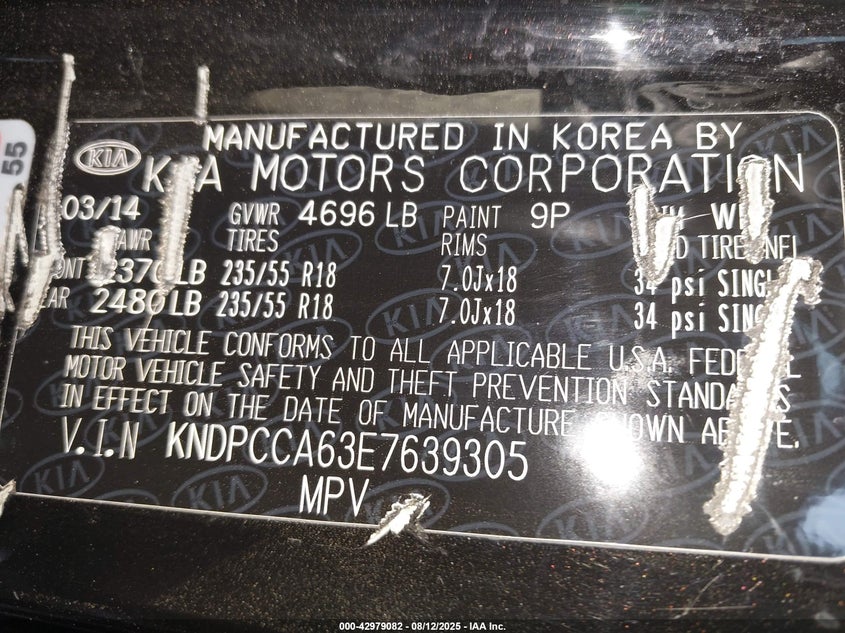 55
KIA
MANUFACTURED IN KOREA BY
KIA MOTORS CORPORATION
03/14 GVWR 4696 LB PAINT 9P
TIRES RIMS
LB 235/55 R18 7.0Jx18 34 psi SINGL
2480 LB 235/55 R18 7.0Jx18 34 psi SING
THIS VEHICLE CONFORMS TO ALL APPLICABLE U.S.A. FEDERAL
MOTOR VEHICLE SAFETY AND THEFT PREVENTION STANDARDS
IN EFFECT ON THE DATE OF MANUFACTURE SHOWN ABOVE.
V.I.N KNDPCCA63E7639305
MPV
000-42979082 - 08/12/2025 - IAA Inc.